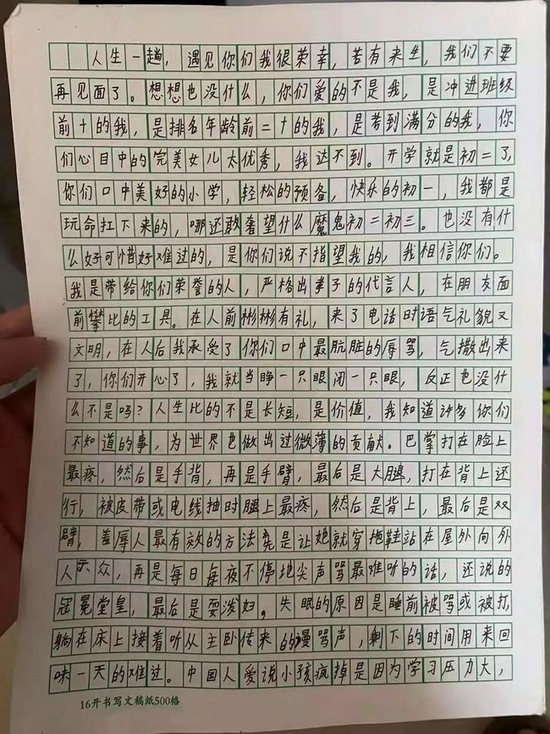 人生一趟，遇见你们我很荣幸，若有来生，我们不要
再见面了。想想也没什么，你们爱的不是我，是冲进班级
前十的我，是排名年龄前二十的我，是考到满分的我，你
们心目中的完美女儿太优秀，我达不到。开学就是初二了，
你们口中美好的小学，轻松的预备，快乐的初一，我都是
玩命扛下来的，哪还敢奢望什么魔鬼初二初三。也没有什
么好可惜好难过的，是你们说不指望我的，我相信你们。
我是带给你们荣誉的人，严格出拳子的代言人，在朋友面
前攀比的工具。在人前彬彬有礼，来了电话时语气礼貌又
文明，在人后我承受了你们口中最肮脏的辱骂，气撒出来
了，你们开心了，我就当睁一只眼闭一只眼，反正也没什
么不是吗？人生比的不是长短，是价值，我知道许多你们
不知道的事，为世界也做出过微薄的贡献。巴掌打在脸上
最疼，然后是手背，再是手臂，最后是大腿，打在背上还
行，被皮带或电线抽时腿上最疼，然后是背上，最后是双
臂，羞辱人最有效的方法竟是让她就穿拖鞋站在屋外向外
人示众，再是每日每夜不停地尖声骂最难听的话，还说的
冠冕堂皇，最后是耍泼妇。失眠的原因是睡前被骂或被打，
躺在床上接着听从主卧传来的谩骂声，剩下的时间用来回
味一天的难过。中国人爱说小孩疯掉是因为学习压力大，
16开书写文稿纸500格